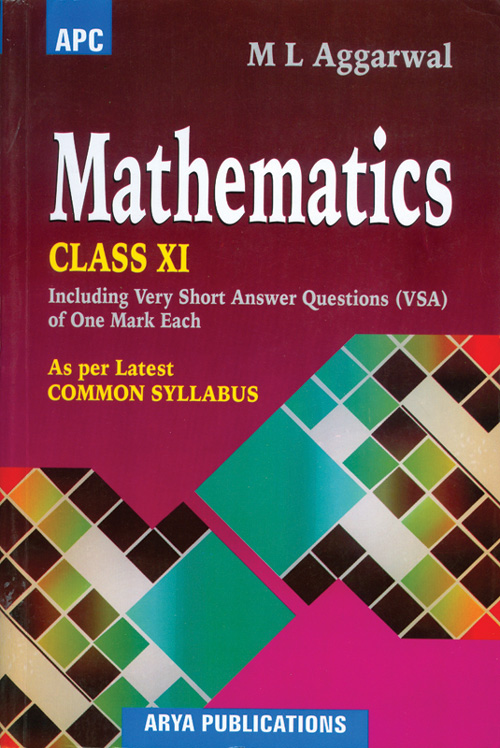 APC
M L Aggarwal
Mathematics
CLASS XI
Including Very Short Answer Questions (VSA)
of One Mark Each
As per Latest
COMMON SYLLABUS
ARYA PUBLICATIONS